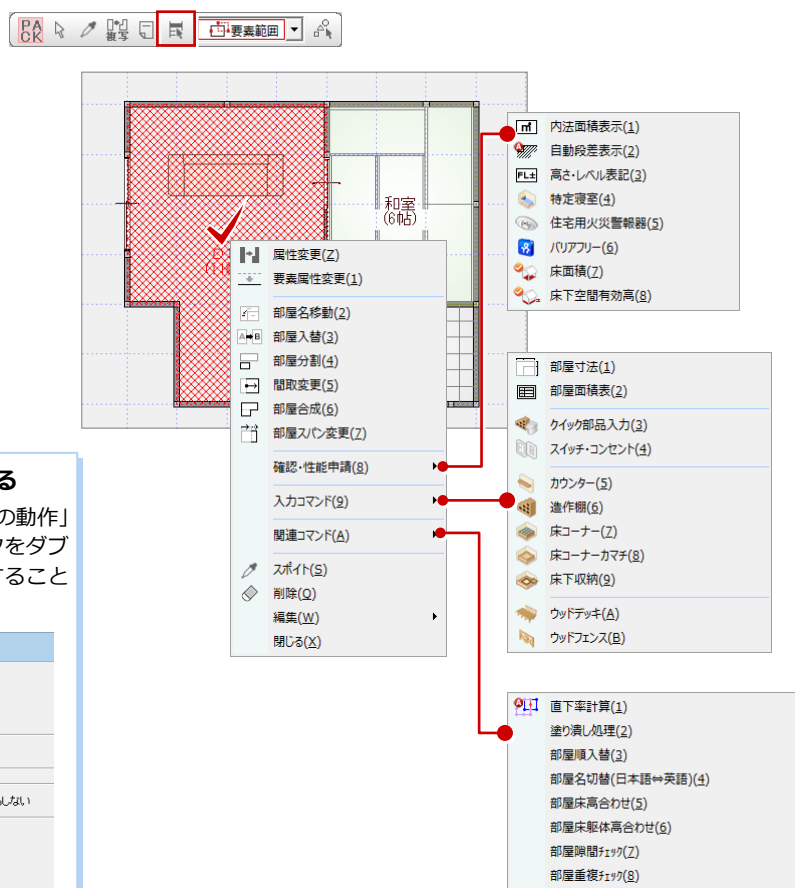 PACK
複写
要素範囲
和室
(6帖)
属性変更(Z)
要素属性変更(1)
部屋名移動(2)
部屋入替(3)
部屋分割(4)
間取変更(5)
部屋合成(6)
部屋スパン変更(7)
確認・性能申請(8)
入力コマンド(9)
関連コマンド(A)
スポイト(S)
削除(Q)
編集(W)
閉じる(X)
内法面積表示(1)
自動段差表示(2)
高さ・レベル表記(3)
特定寝室(4)
住宅用火災警報器(5)
バリアフリー(6)
床面積(7)
床下空間有効高(8)
部屋寸法(1)
部屋面積表(2)
クイック部品入力(3)
スイッチ・コンセント(4)
カウンター(5)
造作棚(6)
床コーナー(7)
床コーナーカマチ(8)
床下収納(9)
ウッドデッキ(A)
ウッドフェンス(B)
直下率計算(1)
塗り潰し処理(2)
部屋順入替(3)
部屋名切替(日本語⇔英語)(4)
部屋床高合わせ(5)
部屋床躯体高合わせ(6)
部屋隙間チェック(7)
部屋重複チェック(8)
る
の動作」
クをダブ
すること
しない